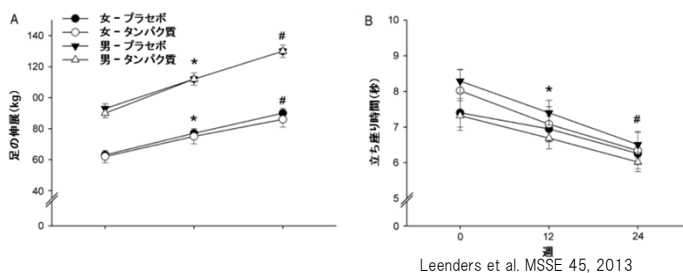 A
女 − プラセボ
女 − タンパク質
男 − プラセボ
男 − タンパク質
足の伸展(kg)
140
120
00
80
60
40
0
*
#
*
#
B
立ち座り時間(秒)
10
9
8
7
6
5
0
*
#
0
12
24
週
Leenders et al. MSSE 45, 2013